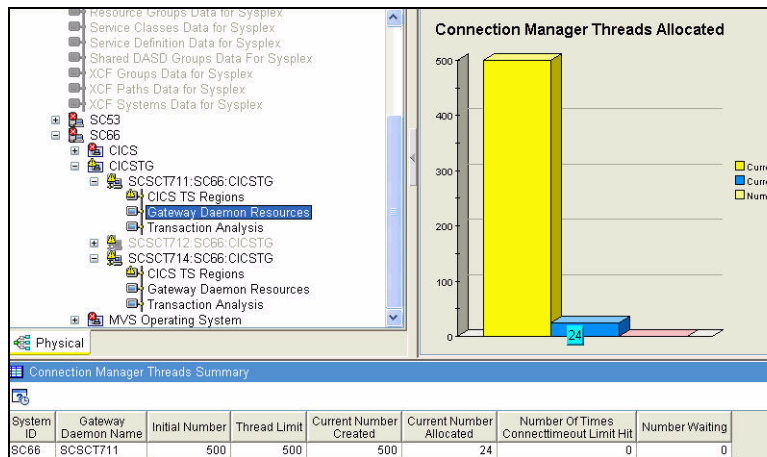 Resource Groups Data for Sysplex
Service Classes Data for Sysplex
Service Definition Data for Sysplex
Shared DASD Groups Data For Sysplex
XCF Groups Data for Sysplex
XCF Paths Data for Sysplex
XCF Systems Data for Sysplex
SC53
SC66
CICS
CICSTG
SCSCT711:SC66:CICSTG
CICS TS Regions
Gateway Daemon Resources
Transaction Analysis
SCSCT712:SC66:CICSTG
SCSCT714:SC66:CICSTG
CICS TS Regions
Gateway Daemon Resources
Transaction Analysis
MVS Operating System
Physical
Connection Manager Threads Allocated
500
400
300
200
100
0
24
Curre
Curre
Num
Connection Manager Threads Summary
System ID Gateway Daemon Name Initial Number Thread Limit Current Number Created Current Number Allocated Number Of Times Connecttimeout Limit Hit Number Waiting
SC66 SCSCT711 500 500 500 24 0 0